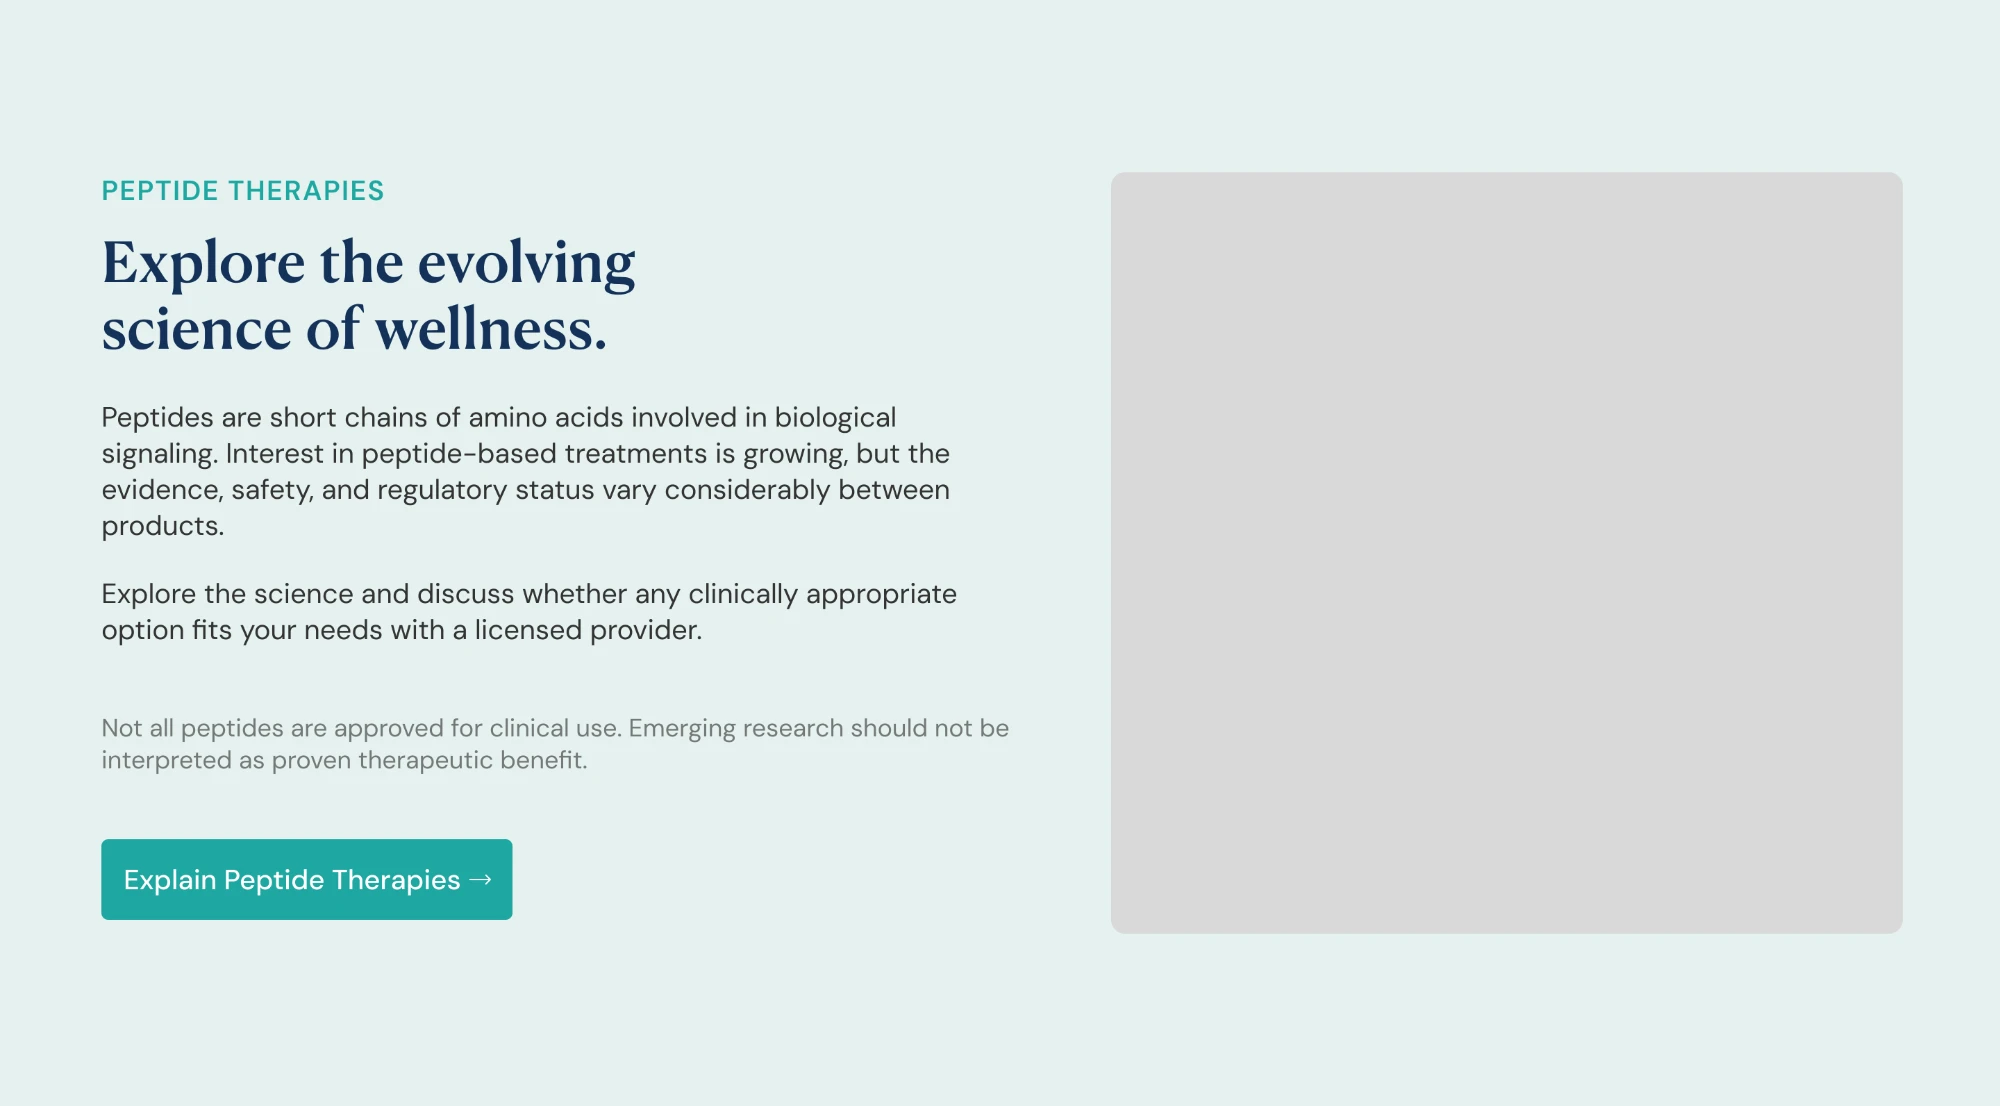 PEPTIDE THERAPIES
Explore the evolving
science of wellness.
Peptides are short chains of amino acids involved in biological
signaling. Interest in peptide-based treatments is growing, but the
evidence, safety, and regulatory status vary considerably between
products.
Explore the science and discuss whether any clinically appropriate
option fits your needs with a licensed provider.
Not all peptides are approved for clinical use. Emerging research should not be
interpreted as proven therapeutic benefit.
Explain Peptide Therapies →